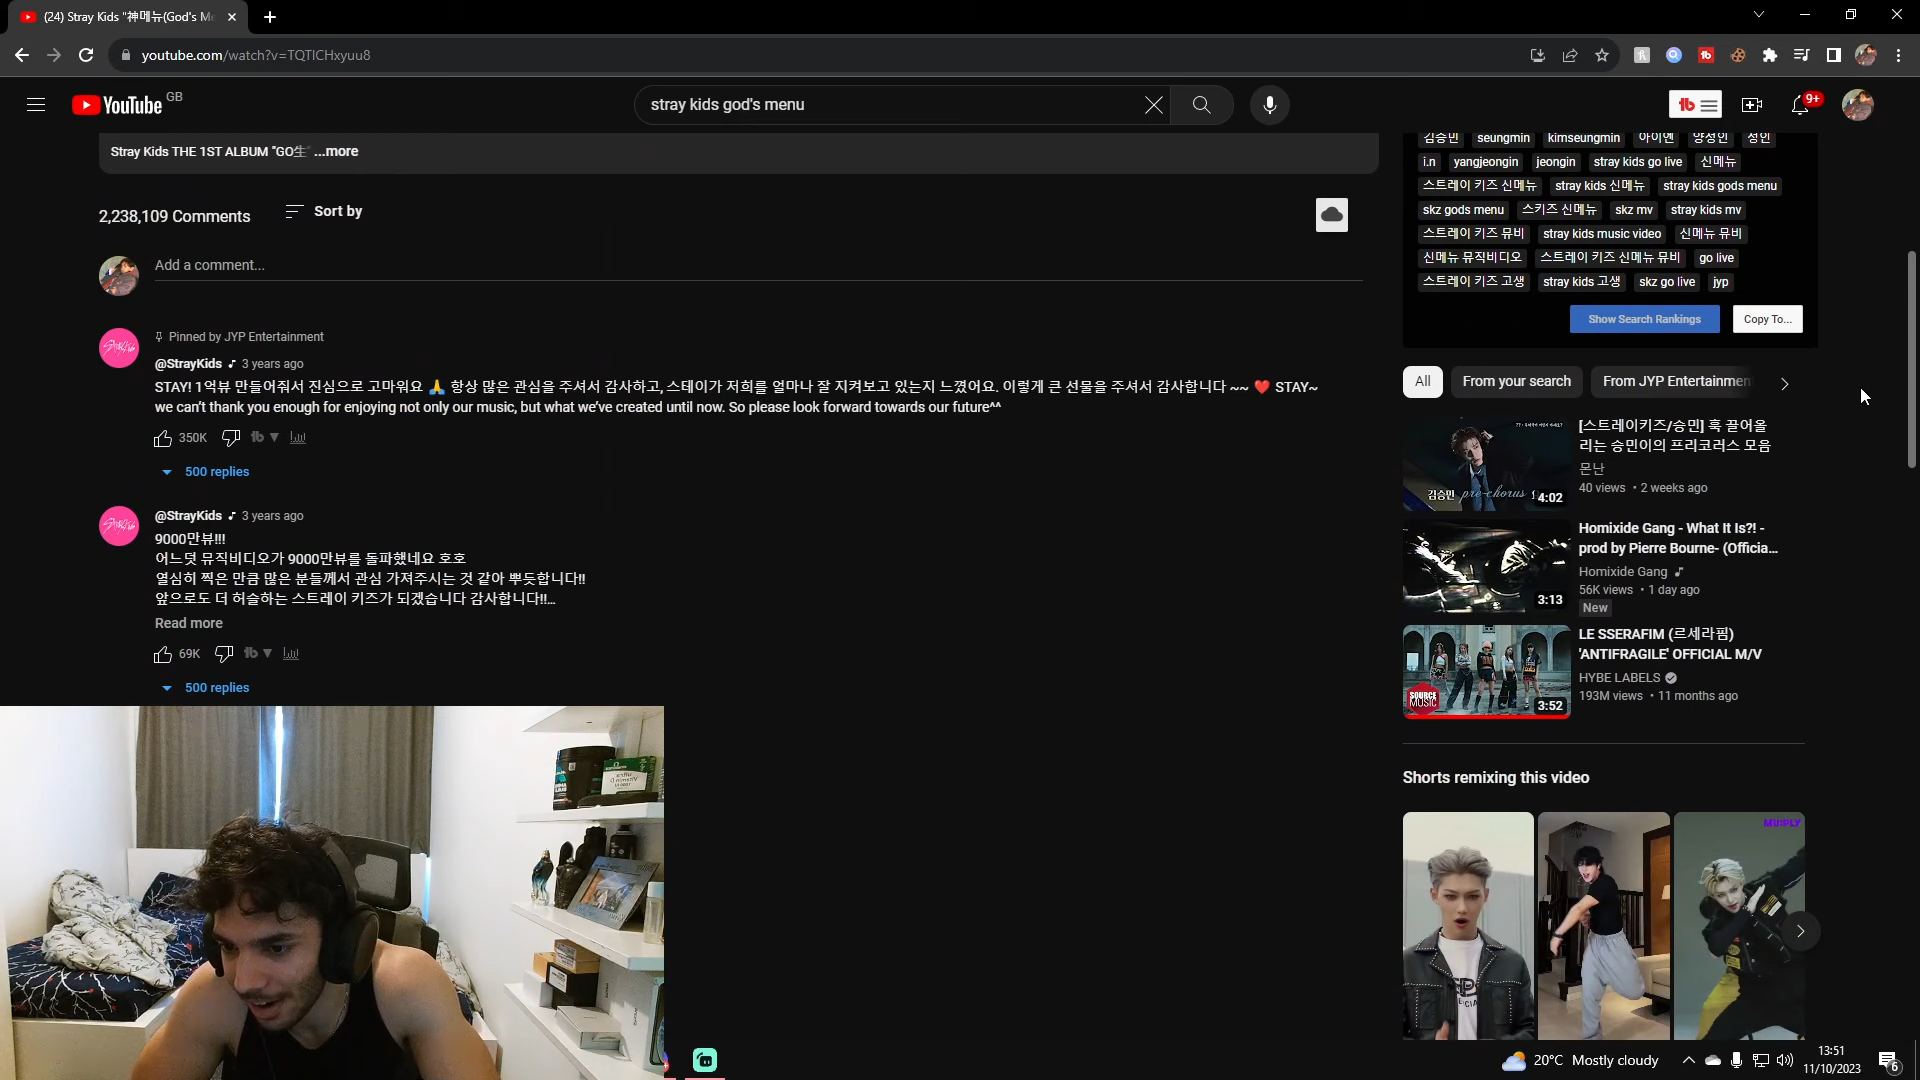 (24) Stray Kids "神메뉴(God's Me
youtube.com/watch?v=TQTlCHxyuu8
YouTube GB
stray kids god's menu
9+
Stray Kids THE 1ST ALBUM "GO生" ...more
2,238,109 Comments
Sort by
Add a comment...
Pinned by JYP Entertainment
@StrayKids 3 years ago
STAY! 1억뷰 만들어줘서 진심으로 고마워요 🙏 항상 많은 관심을 주셔서 감사하고, 스테이가 저희를 얼마나 잘 지켜보고 있는지 느꼈어요. 이렇게 큰 선물을 주셔서 감사합니다 ~~ ❤️ STAY~
we can't thank you enough for enjoying not only our music, but what we've created until now. So please look forward towards our future^^
350K
500 replies
@StrayKids 3 years ago
9000만뷰!!!
어느덧 뮤직비디오가 9000만뷰를 돌파했네요 호호
열심히 찍은 만큼 많은 분들께서 관심 가져주시는 것 같아 뿌듯합니다!!
앞으로도 더 허슬하는 스트레이 키즈가 되겠습니다 감사합니다!!...
Read more
69K
500 replies
김승민 seungmin kimseungmin 아이엔 양정인 정인
i.n yangjeongin jeongin stray kids go live 신메뉴
스트레이 키즈 신메뉴 stray kids 신메뉴 stray kids gods menu
skz gods menu 스키즈 신메뉴 skz mv stray kids mv
스트레이 키즈 뮤비 stray kids music video 신메뉴 뮤비
신메뉴 뮤직비디오 스트레이 키즈 신메뉴 뮤비 go live
스트레이 키즈 고생 stray kids 고생 skz go live jyp
Show Search Rankings
Copy To...
All
From your search
From JYP Entertainmen
[스트레이키즈/승민] 훅 끌어올
리는 승민이의 프리코러스 모음
몬난
40 views • 2 weeks ago
김승민 pre-chorus
4:02
Homixide Gang - What It Is?! -
prod by Pierre Bourne- (Officia...
Homixide Gang
56K views • 1 day ago
New
3:13
LE SSERAFIM (르세라핌)
'ANTIFRAGILE' OFFICIAL M/V
HYBE LABELS
193M views • 11 months ago
SOURCE
MUSIC
3:52
Shorts remixing this video
20°C Mostly cloudy
13:51
11/10/2023
6